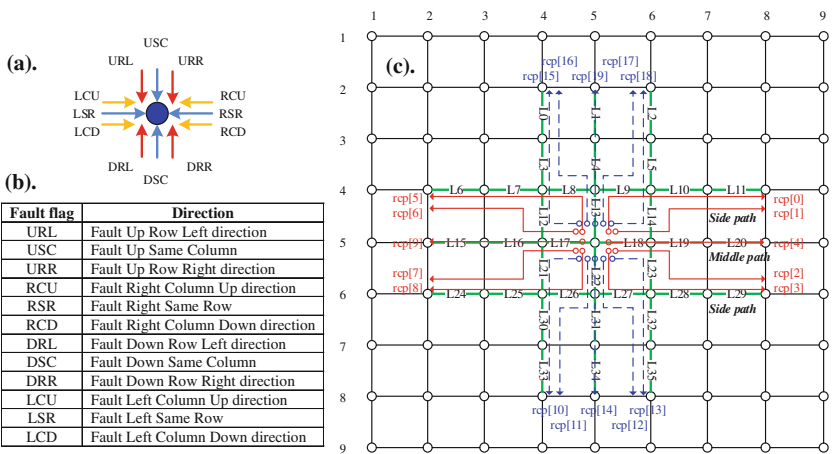 (a).
USC
URL URR
LCU RCU
LSR RSR
LCD RCD
DRL DRR
DSC
(b).
Fault flag Direction
URL Fault Up Row Left direction
USC Fault Up Same Column
URR Fault Up Row Right direction
RCU Fault Right Column Up direction
RSR Fault Right Same Row
RCD Fault Right Column Down direction
DRL Fault Down Row Left direction
DSC Fault Down Same Column
DRR Fault Down Row Right direction
LCU Fault Left Column Up direction
LSR Fault Left Same Row
LCD Fault Left Column Down direction
(c).
1 2 3 4 5 6 7 8 9
1
rcp[16] rcp[17]
rcp[15] rcp[19] rcp[18]
2
L0 L1 L2
3
L3 L4 L5
4 L6 L7 L8 L9 L10 L11
rcp[5] rcp[0]
rcp[6] rcp[1]
L12 L13 L14 Side path
5 rcp[9] L15 L16 L17 L18 L19 L20 rcp[4]
Middle path
L21 L22 L23
rcp[7] rcp[2]
rcp[8] rcp[3]
6 L24 L25 L26 L27 L28 L29
Side path
L30 L31 L32
7
L33 L34 L35
8
rcp[10] rcp[14] rcp[13]
rcp[11] rcp[12]
9